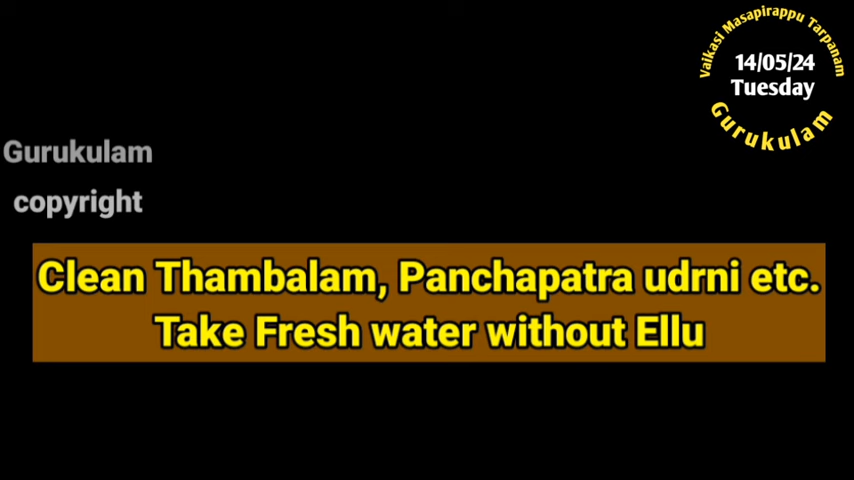 Vaikasi Masapirappu Tarpanam
14/05/24
Tuesday
Gurukulam
Gurukulam
copyright
Clean Thambalam, Panchapatra udrni etc.
Take Fresh water without Ellu